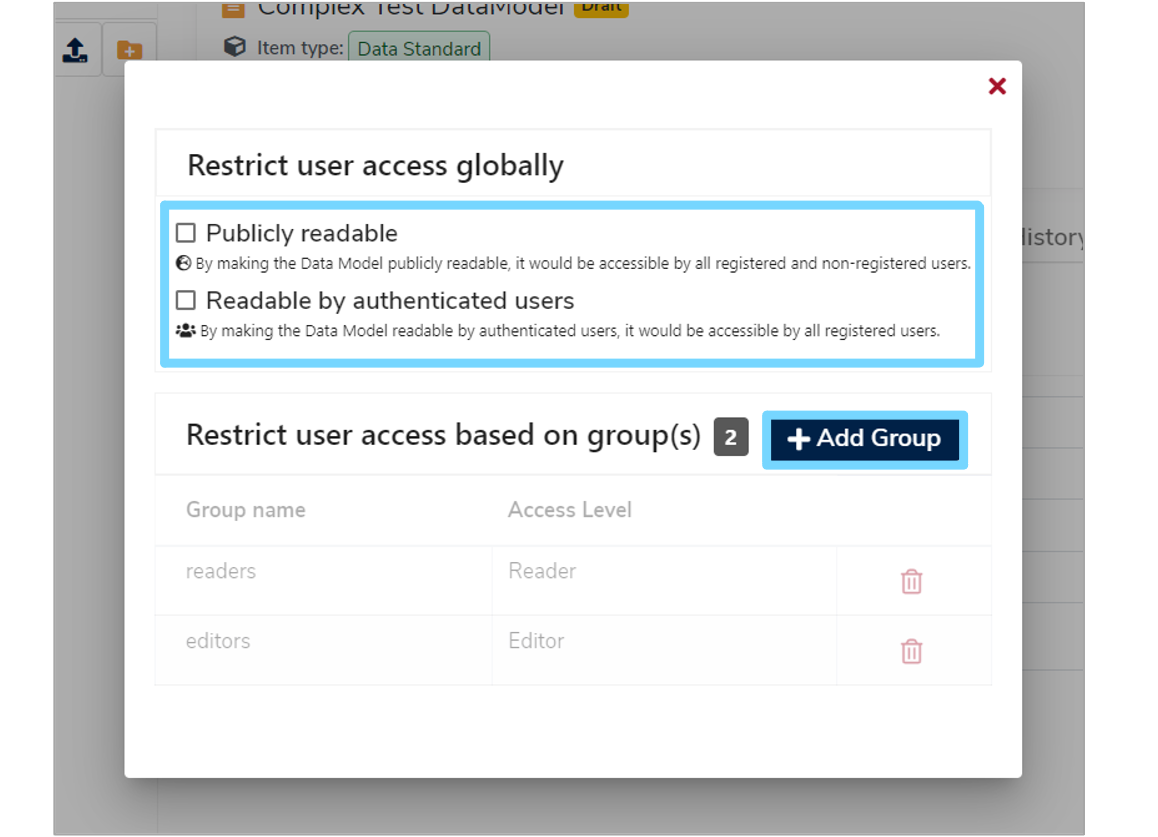 Complex Test DataModel Draft
Item type: Data Standard
Restrict user access globally
Publicly readable
By making the Data Model publicly readable, it would be accessible by all registered and non-registered users.
History
Readable by authenticated users
By making the Data Model readable by authenticated users, it would be accessible by all registered users.
Restrict user access based on group(s) 2 Add Group
Group name Access Level
readers Reader
editors Editor